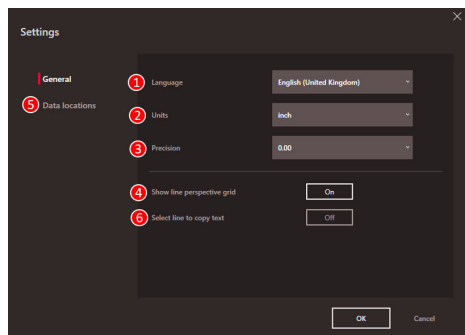 Settings
General
5 Data locations
1 Language English (United Kingdom)
2 Units inch
3 Precision 0.00
4 Show line perspective grid On
6 Select line to copy text Off
OK Cancel